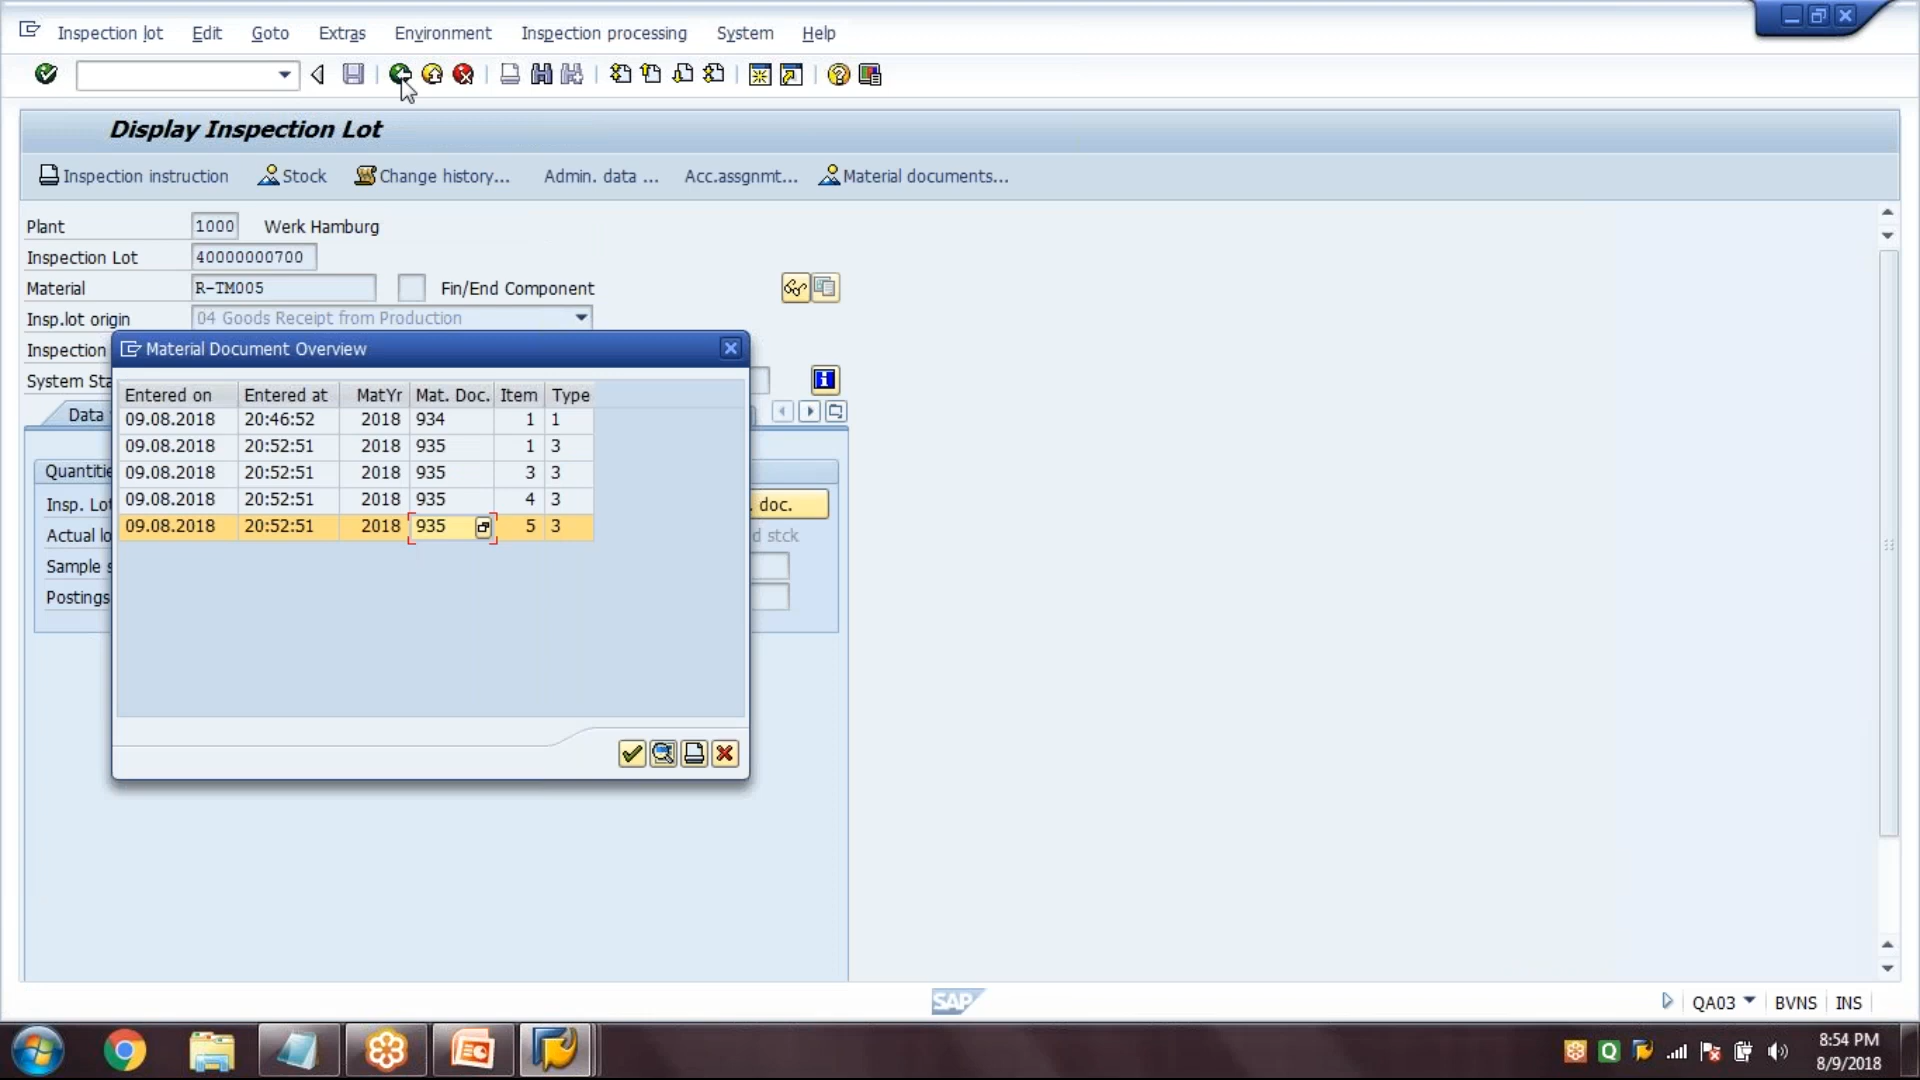 Inspection lot Edit Goto Extras Environment Inspection processing System Help
Display Inspection Lot
Inspection instruction Stock Change history... Admin. data ... Acc.assgnmt... Material documents...
Plant 1000 Werk Hamburg
Inspection Lot 40000000700
Material R-TM005 Fin/End Component
Insp.lot origin 04 Goods Receipt from Production
Inspection
System Sta
Material Document Overview
Data
Entered on Entered at MatYr Mat. Doc. Item Type
09.08.2018 20:46:52 2018 934 1 1
09.08.2018 20:52:51 2018 935 1 3
09.08.2018 20:52:51 2018 935 3 3
09.08.2018 20:52:51 2018 935 4 3
09.08.2018 20:52:51 2018 935 5 3
Quantitie
Insp. Lot doc.
Actual lo d stck
Sample s
Postings
SAP
QA03 BVNS INS
8:54 PM
8/9/2018